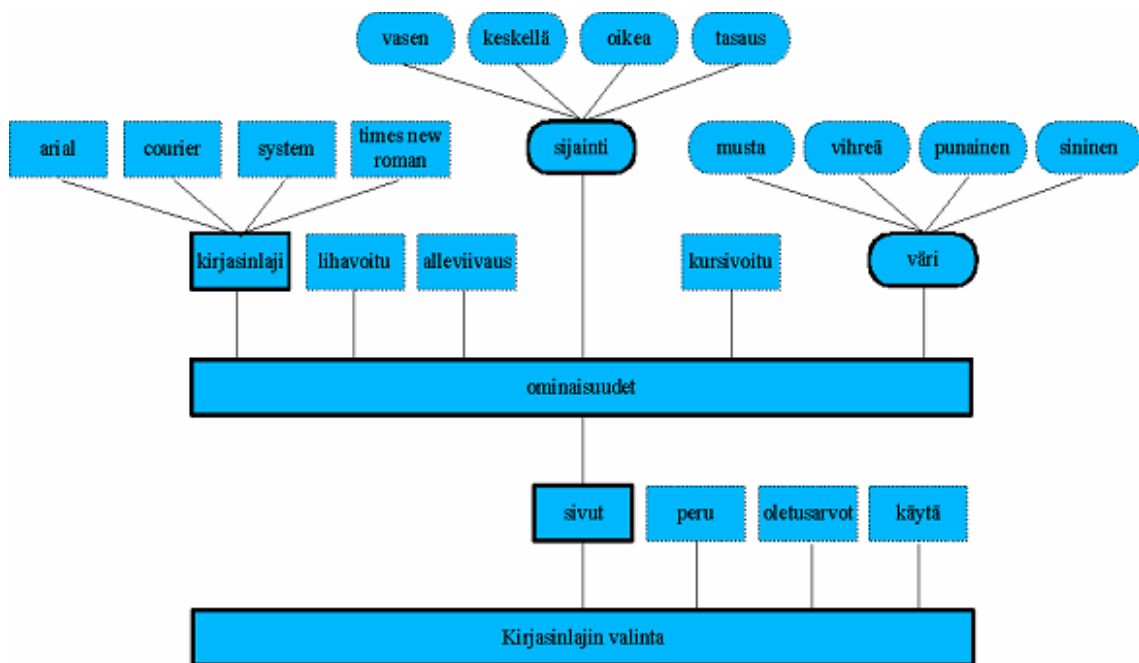 vasen
keskellä
oikea
tasaus
arial
courier
system
times new
roman
sijainti
musta
vihreä
punainen
sininen
kirjasinlaji
lihavoitu
alleviivaus
kursivoitu
väri
ominaisuudet
sivut
peru
oletusarvot
käytä
Kirjasinlajin valinta